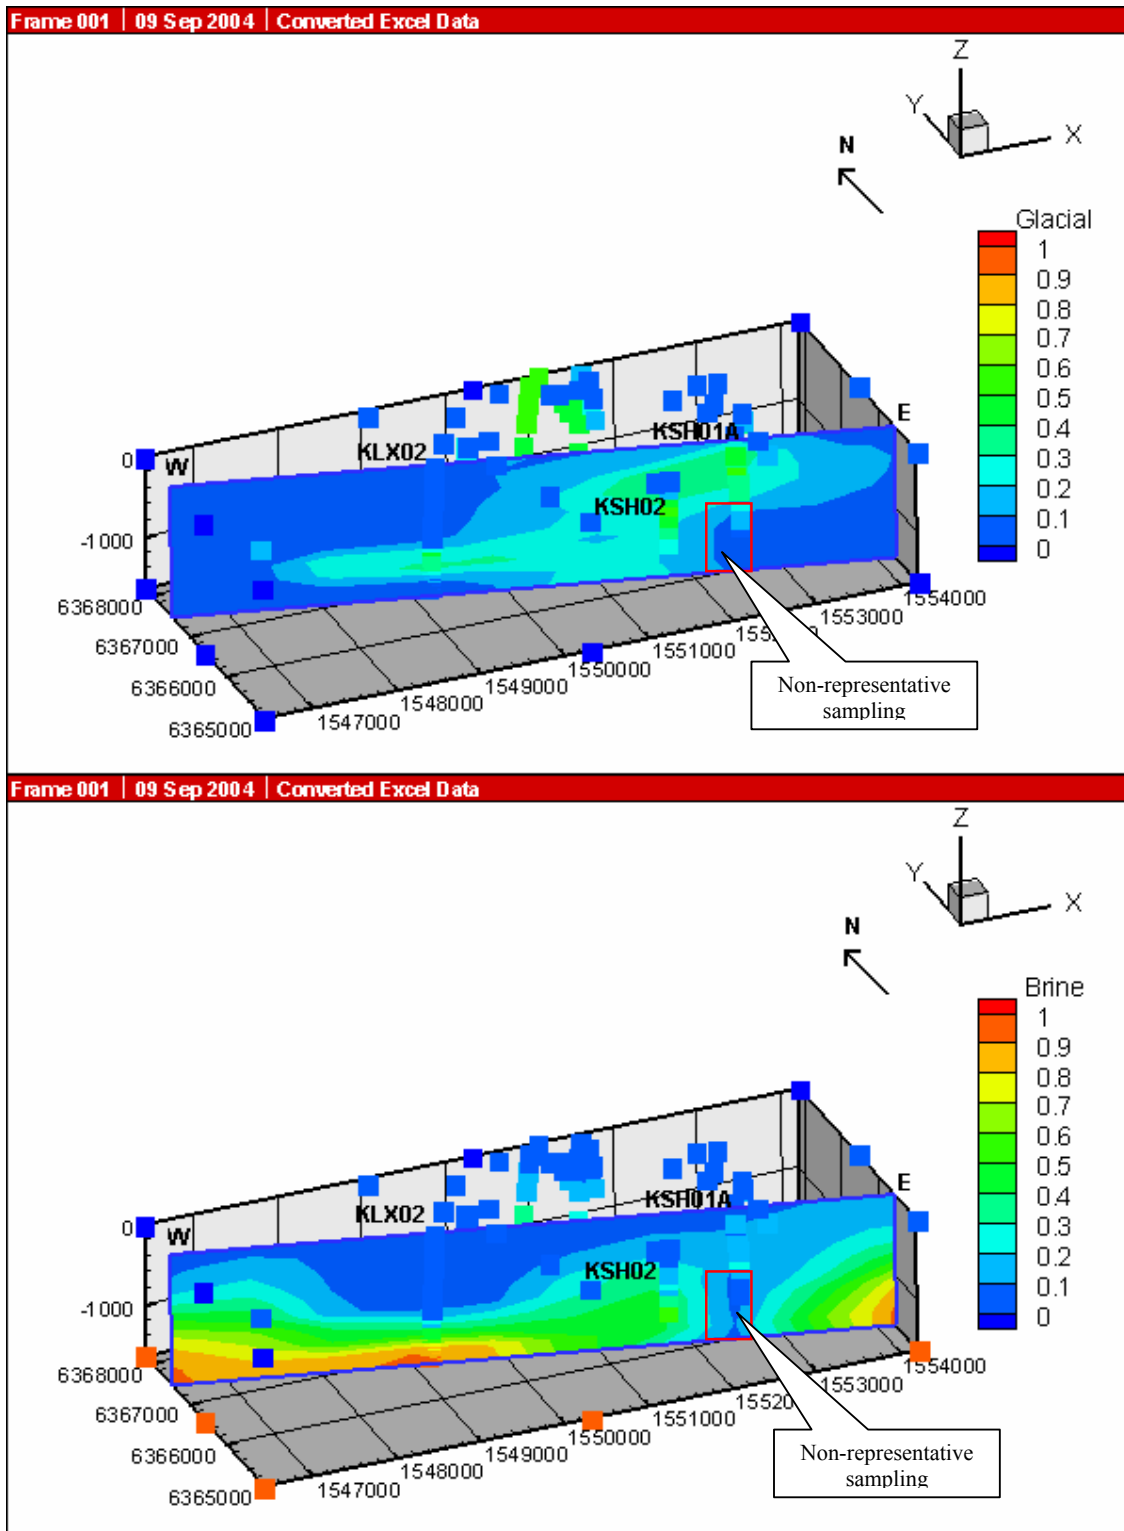 Frame 001 | 09 Sep 2004 | Converted Excel Data
Z
Y
X
N
Glacial
1
0.9
0.8
0.7
0.6
0.5
0.4
0.3
0.2
0.1
0
E
KSH01A
KLX02
W
0
KSH02
-1000
6368000
6367000
6366000
6365000
1547000
1548000
1549000
1550000
1551000
1553000
1554000
Non-representative
sampling
Frame 001 | 09 Sep 2004 | Converted Excel Data
Z
Y
X
N
Brine
1
0.9
0.8
0.7
0.6
0.5
0.4
0.3
0.2
0.1
0
E
KSH01A
KLX02
W
0
KSH02
-1000
6368000
6367000
6366000
6365000
1547000
1548000
1549000
1550000
1551000
1553000
1554000
Non-representative
sampling